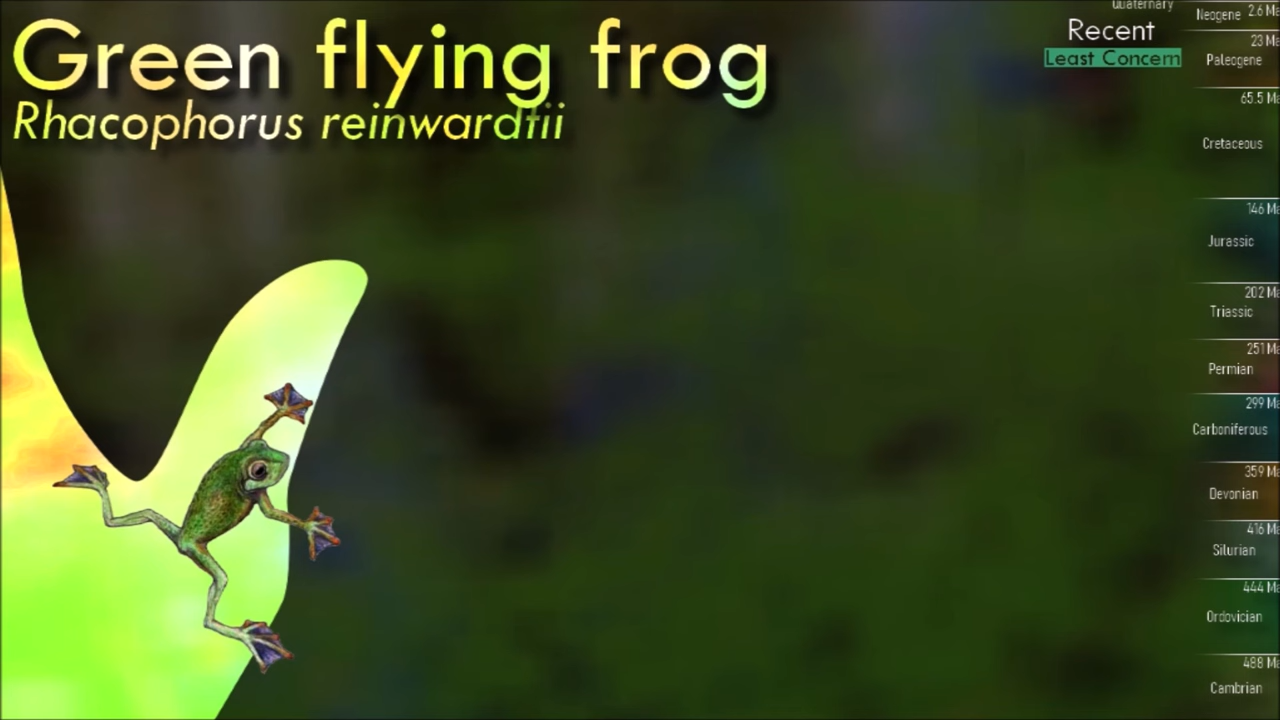 Green flying frog
Rhacophorus reinwardtii
Recent
Least Concern
Quaternary
2.6 Ma
Neogene
23 Ma
Paleogene
65.5 Ma
Cretaceous
146 Ma
Jurassic
202 Ma
Triassic
251 Ma
Permian
299 Ma
Carboniferous
359 Ma
Devonian
416 Ma
Silurian
444 Ma
Ordovician
488 Ma
Cambrian